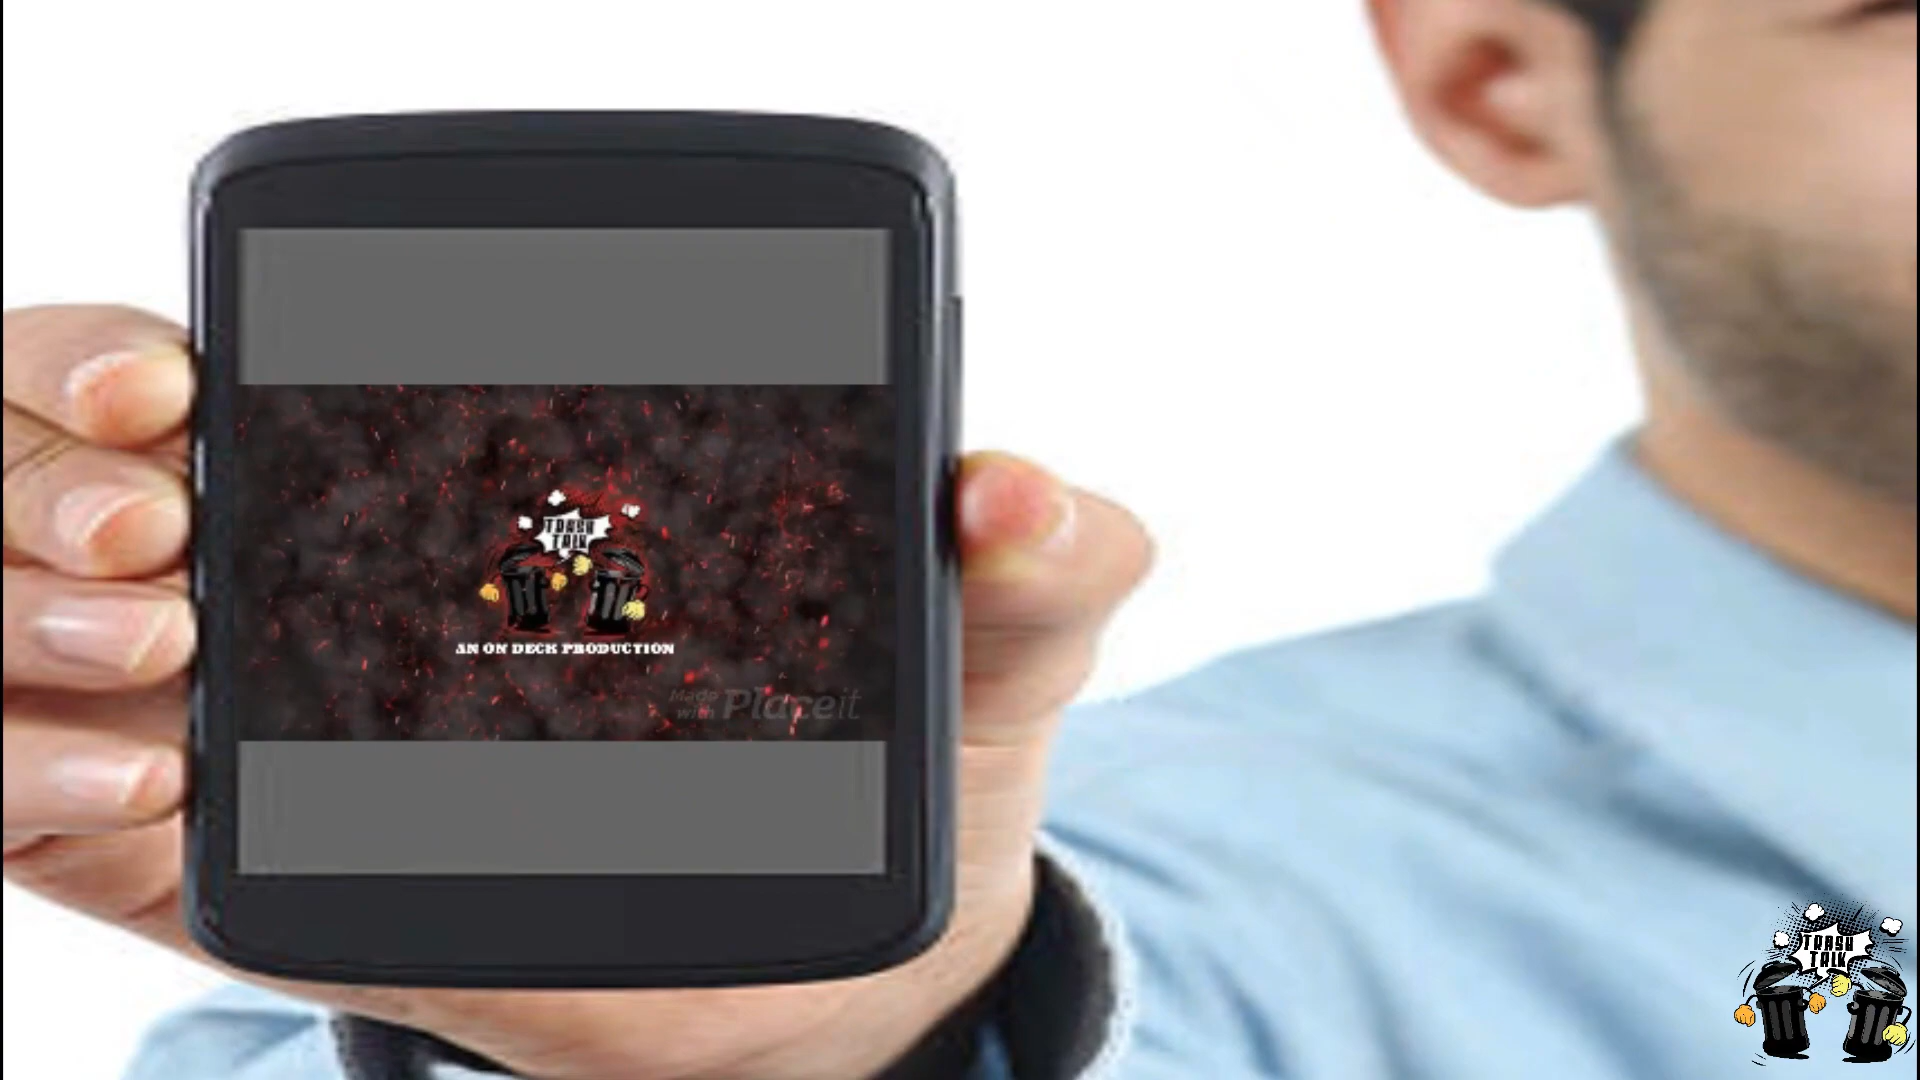 TRASH
TALK
AN ON DECK PRODUCTION
Made
with Placeit
TRASH
TALK